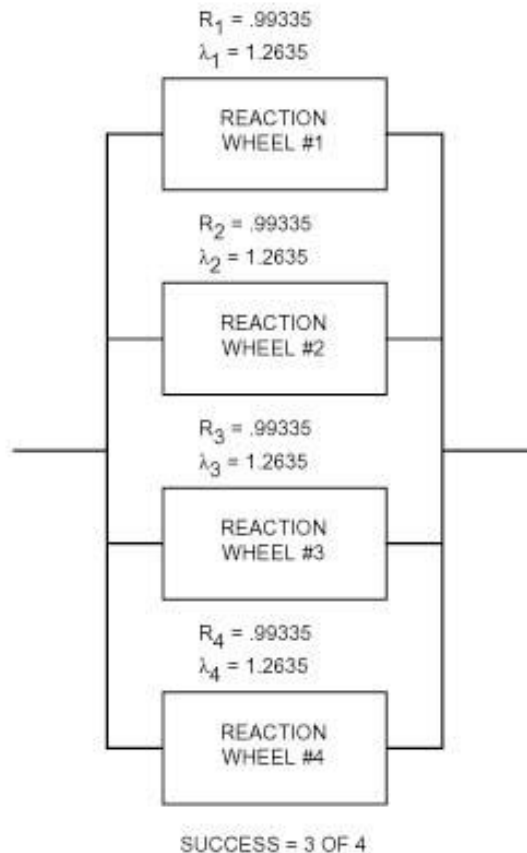 R1 = .99335
λ1 = 1.2635
REACTION
WHEEL #1
R2 = .99335
λ2 = 1.2635
REACTION
WHEEL #2
R3 = .99335
λ3 = 1.2635
REACTION
WHEEL #3
R4 = .99335
λ4 = 1.2635
REACTION
WHEEL #4
SUCCESS = 3 OF 4